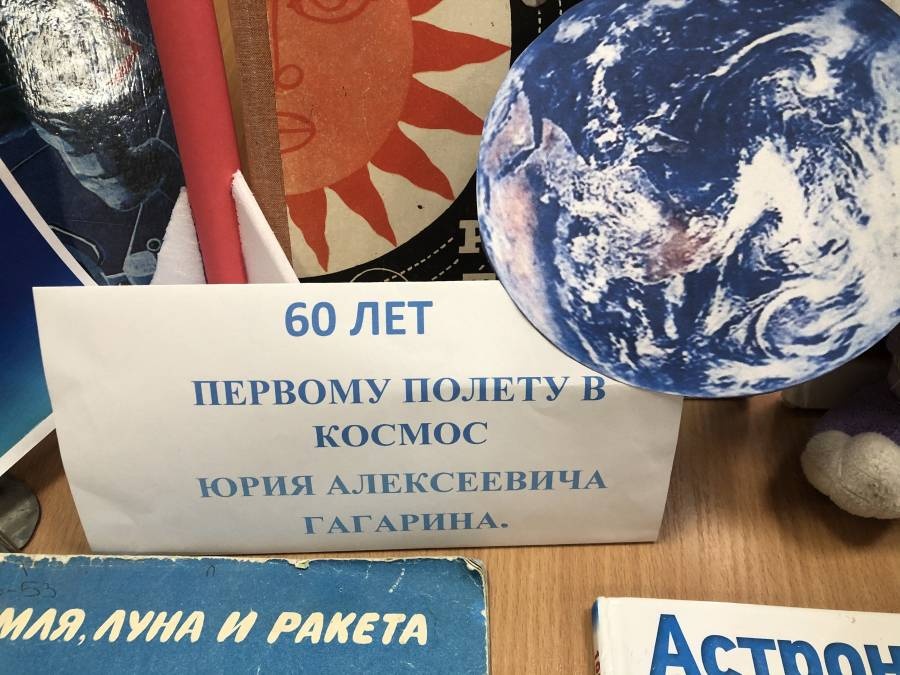 60 ЛЕТ
ПЕРВОМУ ПОЛЕТУ В
КОСМОС
ЮРИЯ АЛЕКСЕЕВИЧА
ГАГАРИНА.
МЛЯ, ЛУНА И РАКЕТА
Астрон